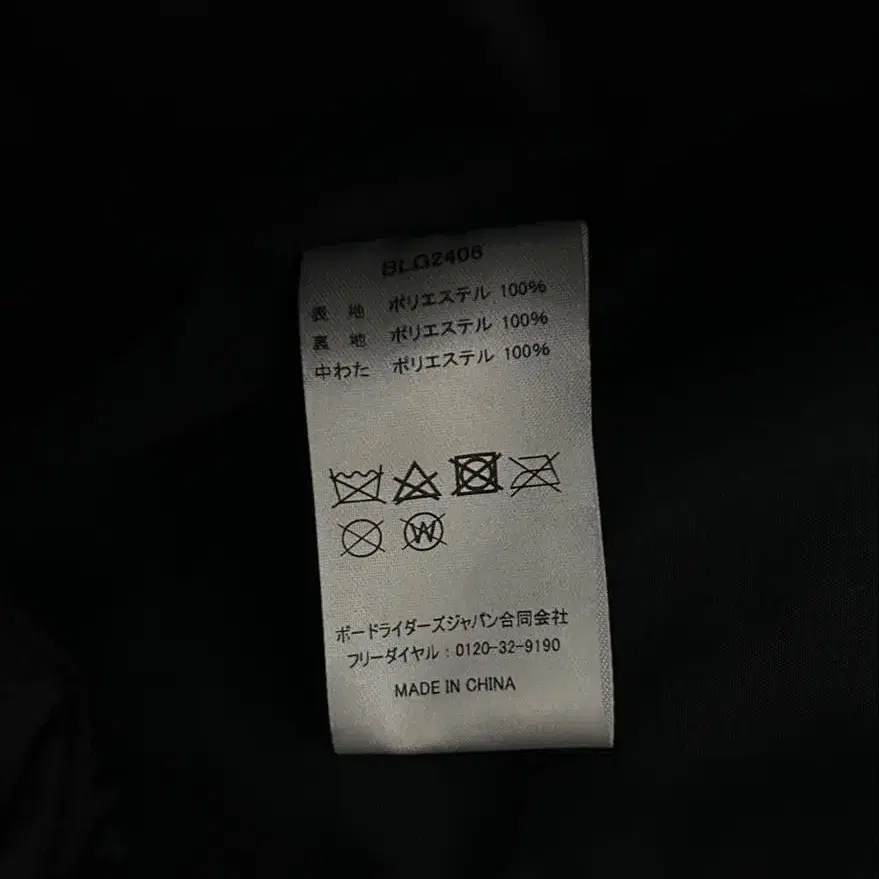 BLG2406
表 地 ポリエステル 100%
裏 地 ポリエステル 100%
中わた ポリエステル 100%
W
ボードライダーズジャパン合同会社
フリーダイヤル：0120-32-9190
MADE IN CHINA